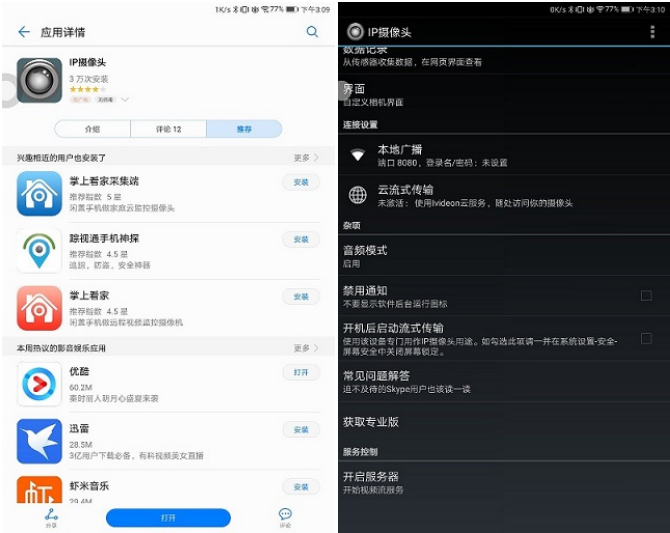 1K/s 77% 下午3:09
应用详情
IP摄像头
3 万次安装
无病毒
介绍 评论 12 推荐
兴趣相近的用户也安装了 更多
掌上看家采集端
推荐指数 5 星
闲置手机做家庭云监控摄像头
安装
踪视通手机神探
推荐指数 4.5 星
追踪，防盗，安全神器
安装
掌上看家
推荐指数 4.5 星
闲置手机做远程视频监控摄像机
安装
本周热议的影音娱乐应用 更多
优酷
60.2M
秦时丽人明月心盛夏来袭
打开
迅雷
28.5M
3亿用户下载必备，有料视频美女直播
安装
虾米音乐
29.4M
安装
分享
打开
评论
0K/s 77% 下午3:10
IP摄像头
数据记录
从传感器收集数据，在网页界面查看
界面
自定义相机界面
连接设置
本地广播
端口 8080，登录名/密码：未设置
云流式传输
未激活： 使用Ivideon云服务，随处访问你的摄像头
杂项
音频模式
启用
禁用通知
不要显示软件后台运行图标
开机后启动流式传输
使用该设备专门用作IP摄像头用途。如勾选此项请一并在系统设置-安全-
屏幕安全中关闭屏幕锁定。
常见问题解答
迫不及待的Skype用户也该读一读
获取专业版
服务控制
开启服务器
开始视频流服务